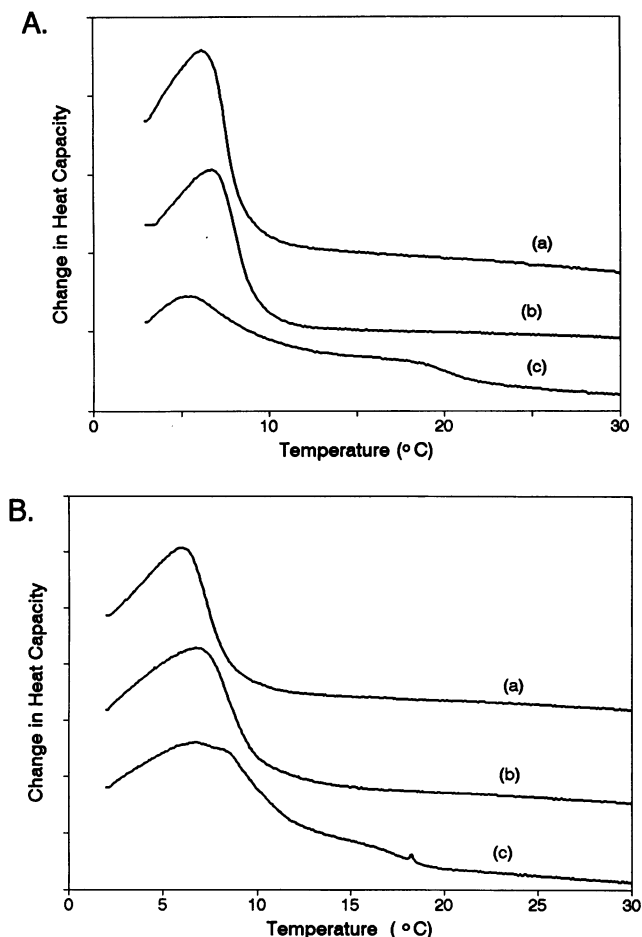 A.
Change in Heat Capacity
(a)
(b)
(c)
0
10
20
30
Temperature (°C)
B.
Change in Heat Capacity
(a)
(b)
(c)
0
5
10
15
20
25
30
Temperature (°C)